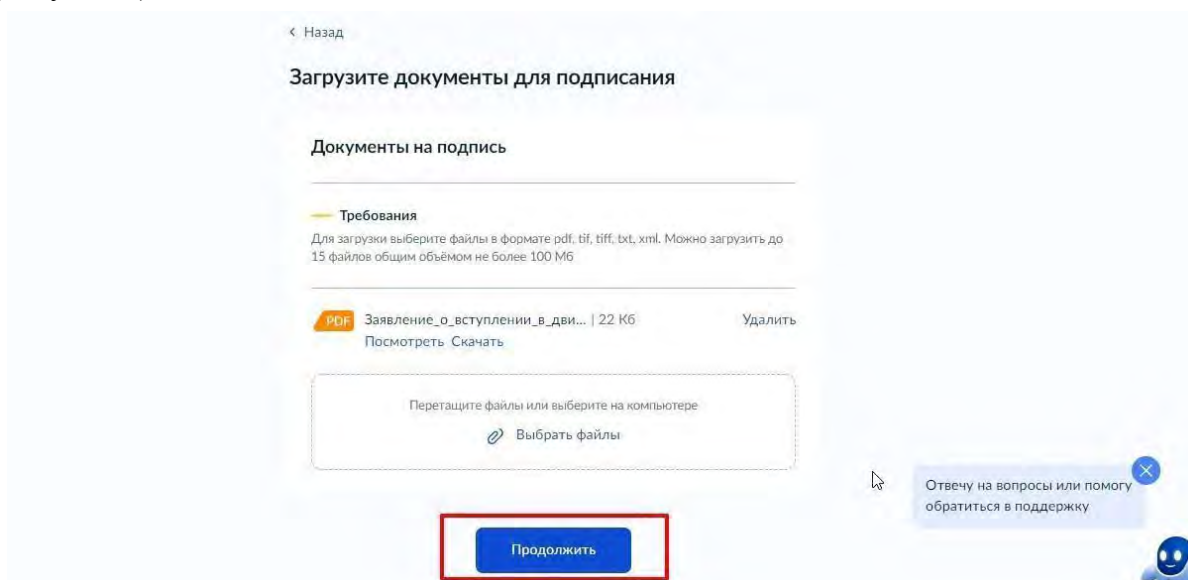 Назад
Загрузите документы для подписания
Документы на подпись
Требования
Для загрузки выберите файлы в формате pdf, tif, tiff, txt, xml. Можно загрузить до
15 файлов общим объёмом не более 100 Мб
PDF Заявление_о_вступлении_в_дви... | 22 Кб Удалить
Посмотреть Скачать
Перетащите файлы или выберите на компьютере
Выбрать файлы
Отвечу на вопросы или помогу
обратиться в поддержку
Продолжить